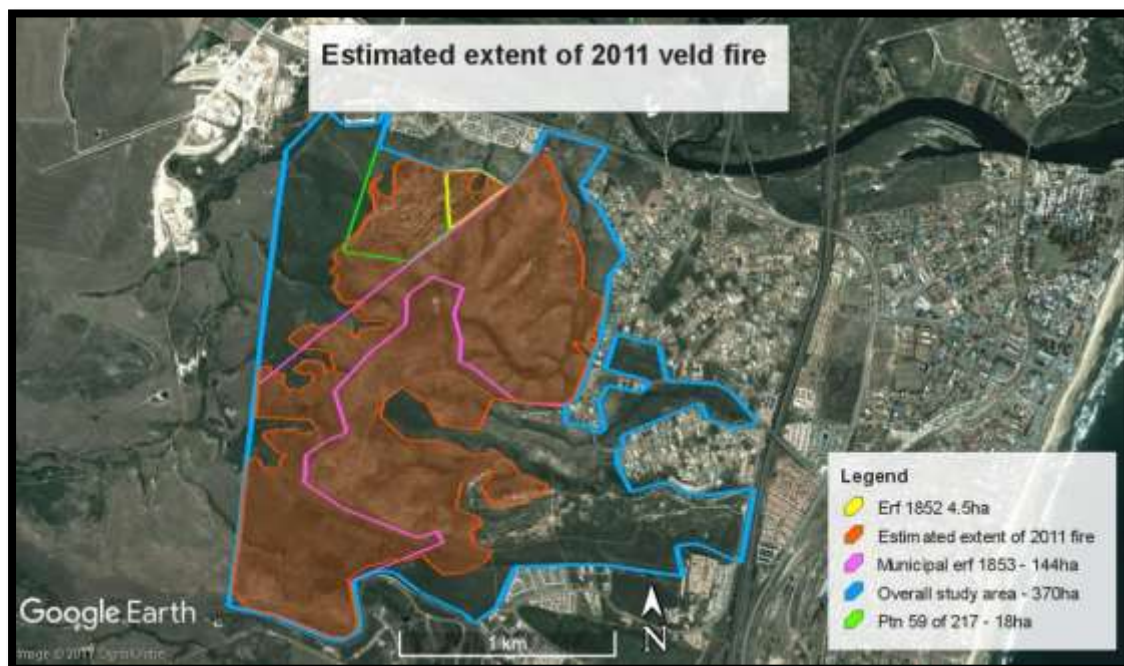 Estimated extent of 2011 veld fire
Legend
Erf 1852 4.5ha
Estimated extent of 2011 fire
Municipal erf 1853 - 144ha
Overall study area - 370ha
Ptn 59 of 217 - 18ha
Google Earth
1 km
N